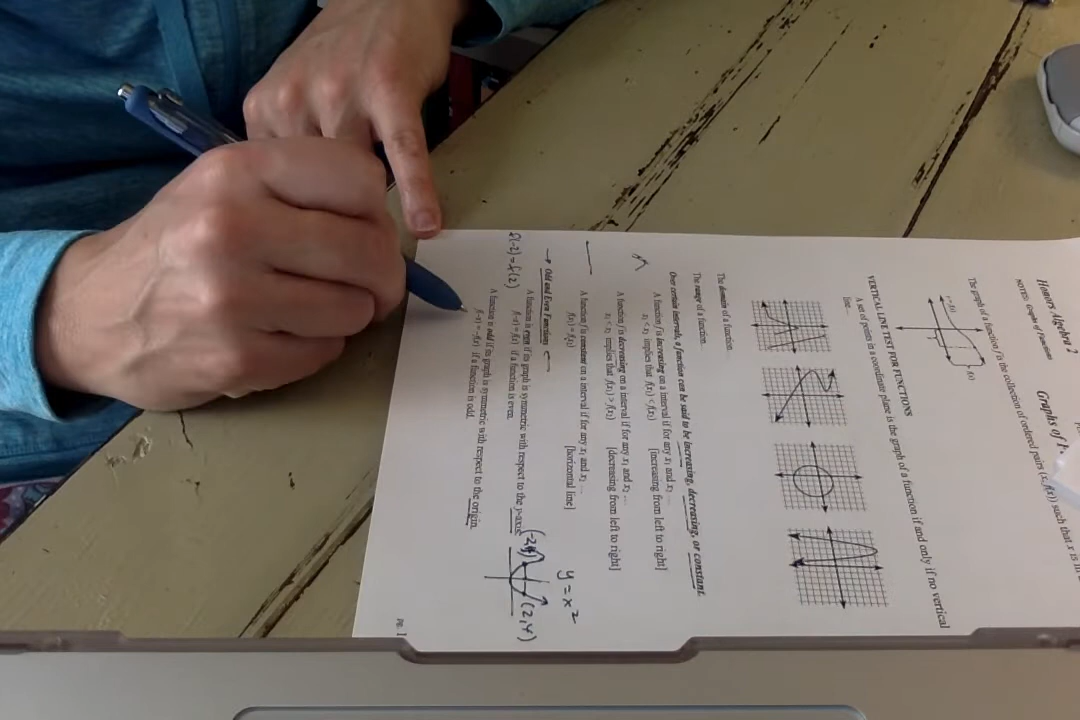 Honors Algebra 2
NOTES: Graphs of Functions
Graphs of
The graph of a function f is the collection of ordered pairs (x, f(x)) such that x is in
f(x)
VERTICAL LINE TEST FOR FUNCTIONS
A set of points in a coordinate plane is the graph of a function if and only if no vertical
line...
The domain of a function...
The range of a function...
Over certain intervals, a function can be said to be increasing, decreasing, or constant.
A function f is increasing on a interval if for any x₁ and x₂ ...
x₁ < x₂ implies that f(x₁) < f(x₂) [increasing from left to right]
A function f is decreasing on a interval if for any x₁ and x₂ ...
x₁ < x₂ implies that f(x₁) > f(x₂) [decreasing from left to right]
A function f is constant on a interval if for any x₁ and x₂ ...
f(x₁) = f(x₂) [horizontal line]
y = x²
Odd and Even Functions
A function is even if its graph is symmetric with respect to the y-axis.
(-2,4)
(2,4)
f(-2) = f(2)
f(-x) = f(x) if a function is even.
A function is odd if its graph is symmetric with respect to the origin.
f(-x) = -f(x) if a function is odd.
pg. 1